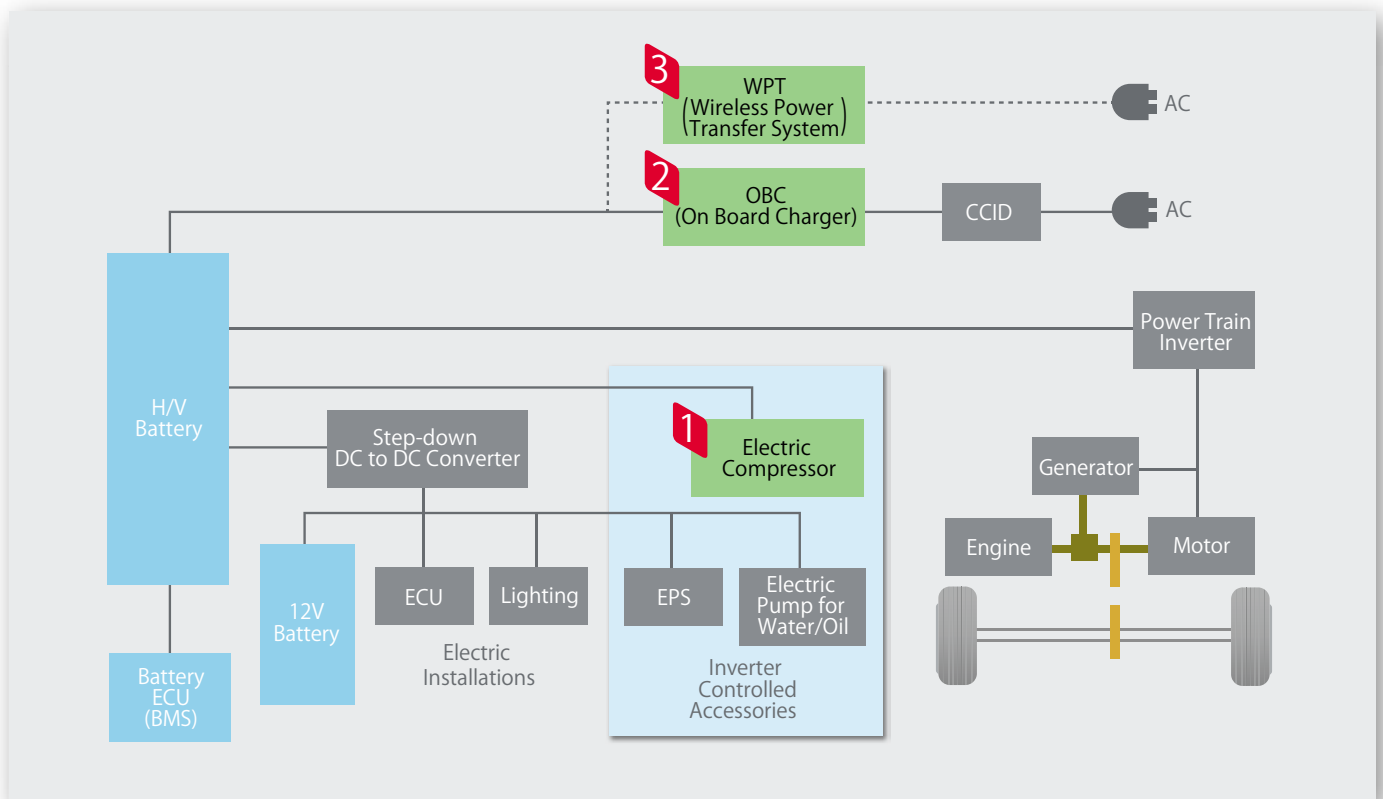 3
WPT
(Wireless Power
Transfer System)
AC
2
OBC
(On Board Charger)
CCID
AC
Power Train
Inverter
H/V
Battery
Step-down
DC to DC Converter
1
Electric
Compressor
Generator
Engine
Motor
12V
Battery
ECU
Lighting
EPS
Electric
Pump for
Water/Oil
Electric
Installations
Inverter
Controlled
Accessories
Battery
ECU
(BMS)